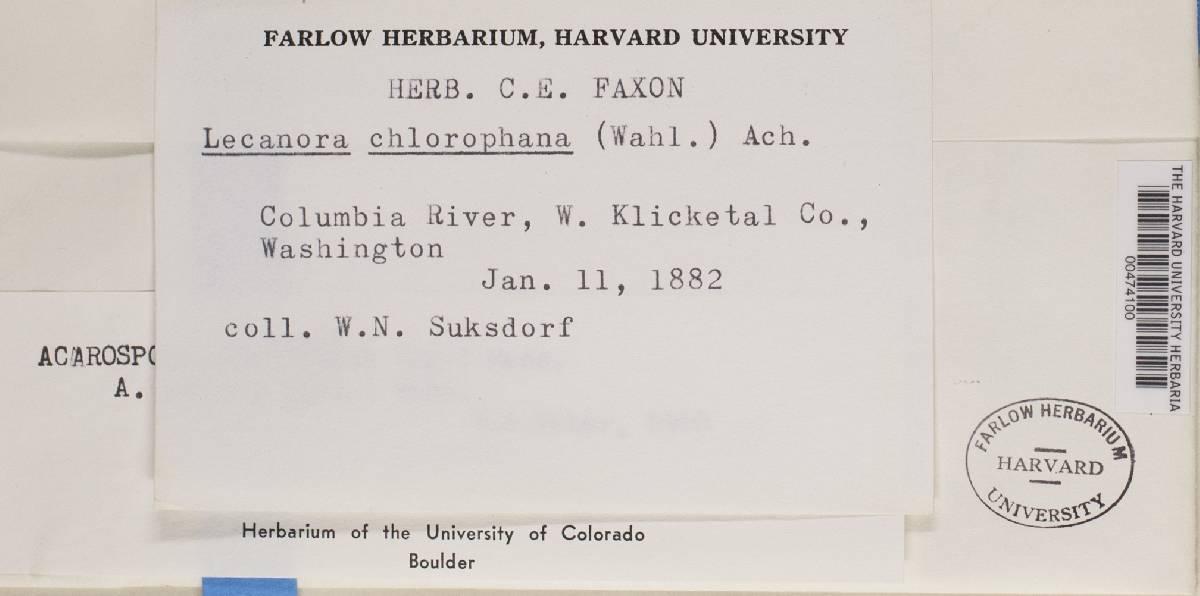 FARLOW HERBARIUM, HARVARD UNIVERSITY
HERB. C.E. FAXON
Lecanora chlorophana (Wahl.) Ach.
Columbia River, W. Klicketal Co.,
Washington
Jan. 11, 1882
coll. W.N. Suksdorf
ACAROSPO
A.
Herbarium of the University of Colorado
Boulder
THE HARVARD UNIVERSITY HERBARIA
00474100
FARLOW HERBARIUM
HARVARD
UNIVERSITY